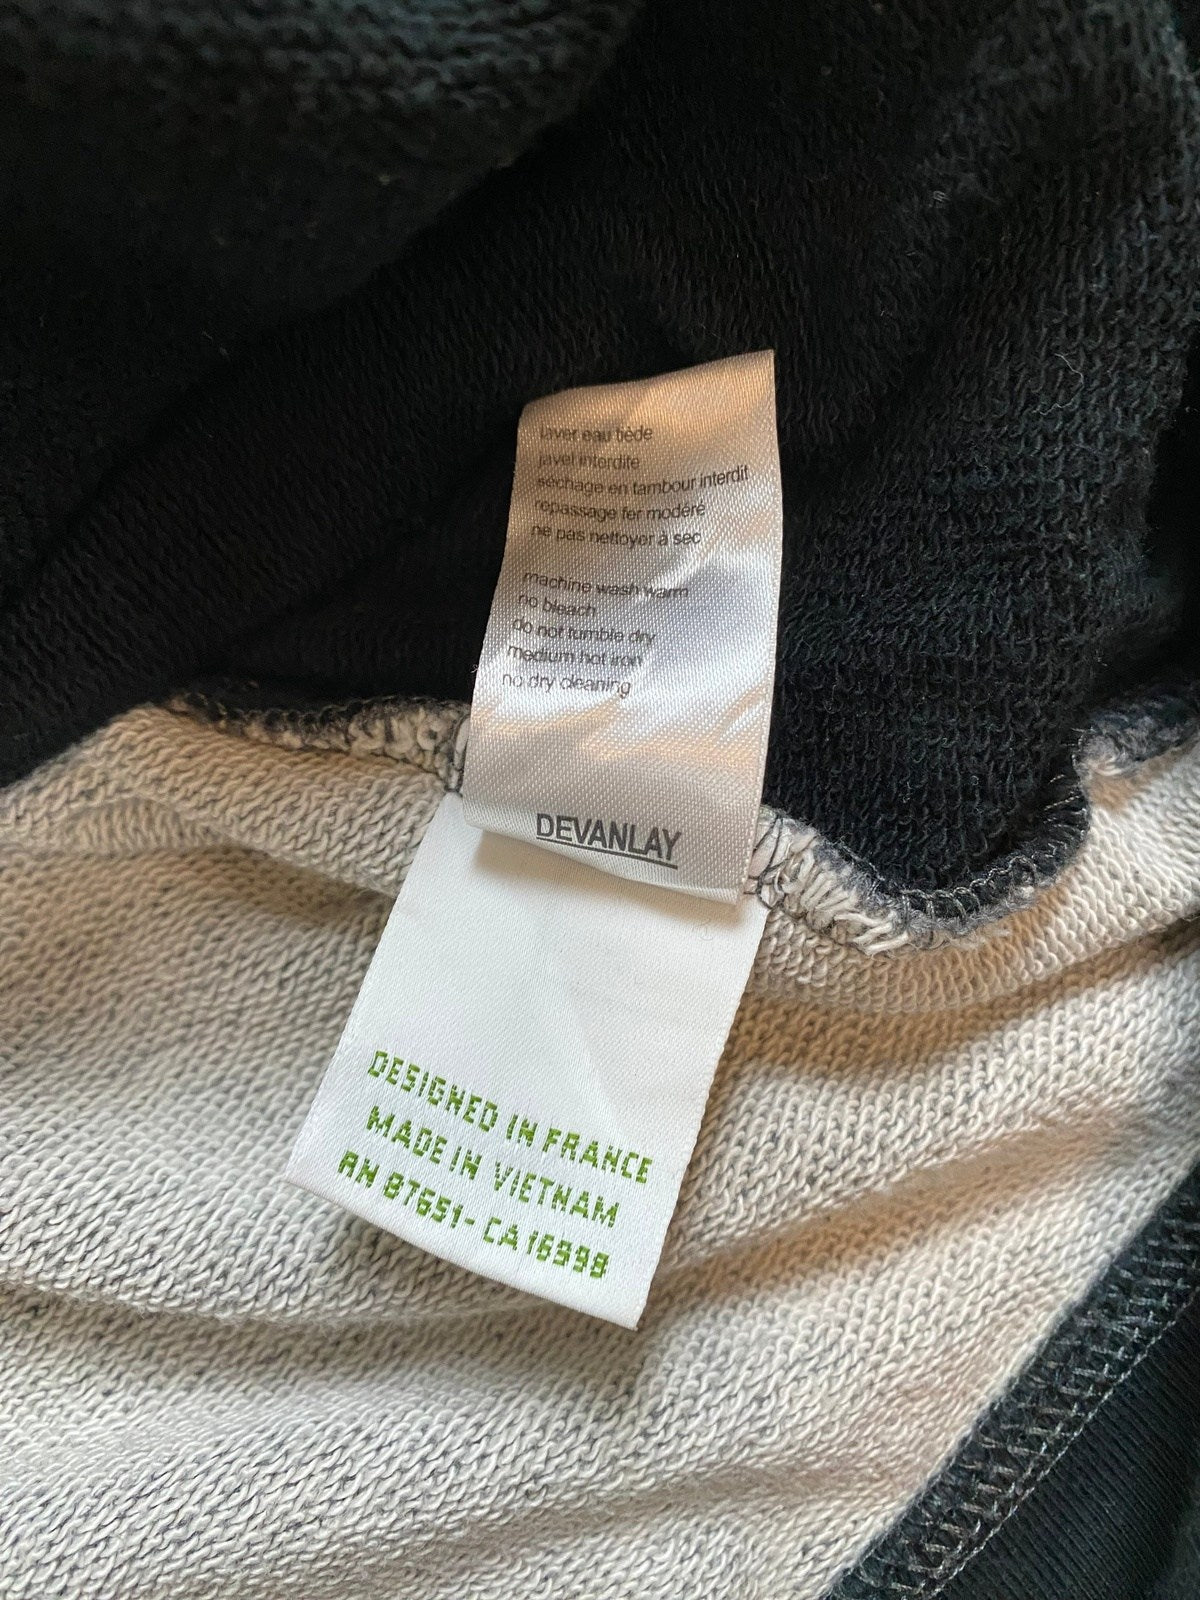 laver eau tiède
javel interdite
séchage en tambour interdit
repassage fer modéré
ne pas nettoyer à sec
machine wash warm
no bleach
do not tumble dry
medium hot iron
no dry cleaning
DEVANLAY
DESIGNED IN FRANCE
MADE IN VIETNAM
RN 87651- CA 16998